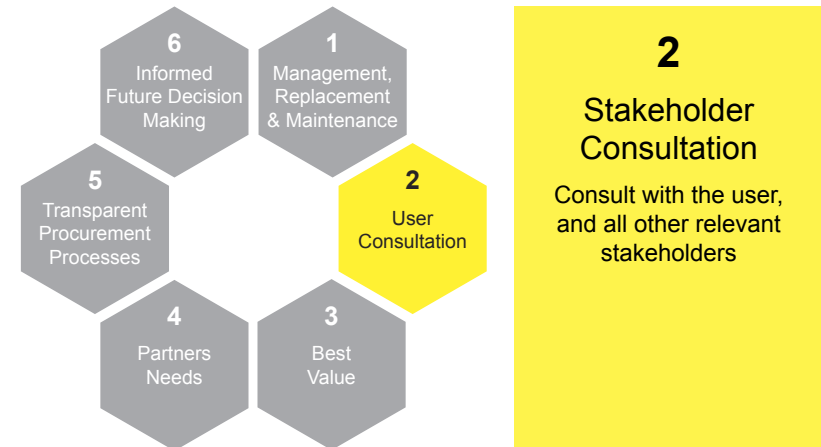 6
Informed
Future Decision
Making
1
Management,
Replacement
& Maintenance
5
Transparent
Procurement
Processes
2
User
Consultation
4
Partners
Needs
3
Best
Value
2
Stakeholder
Consultation
Consult with the user,
and all other relevant
stakeholders